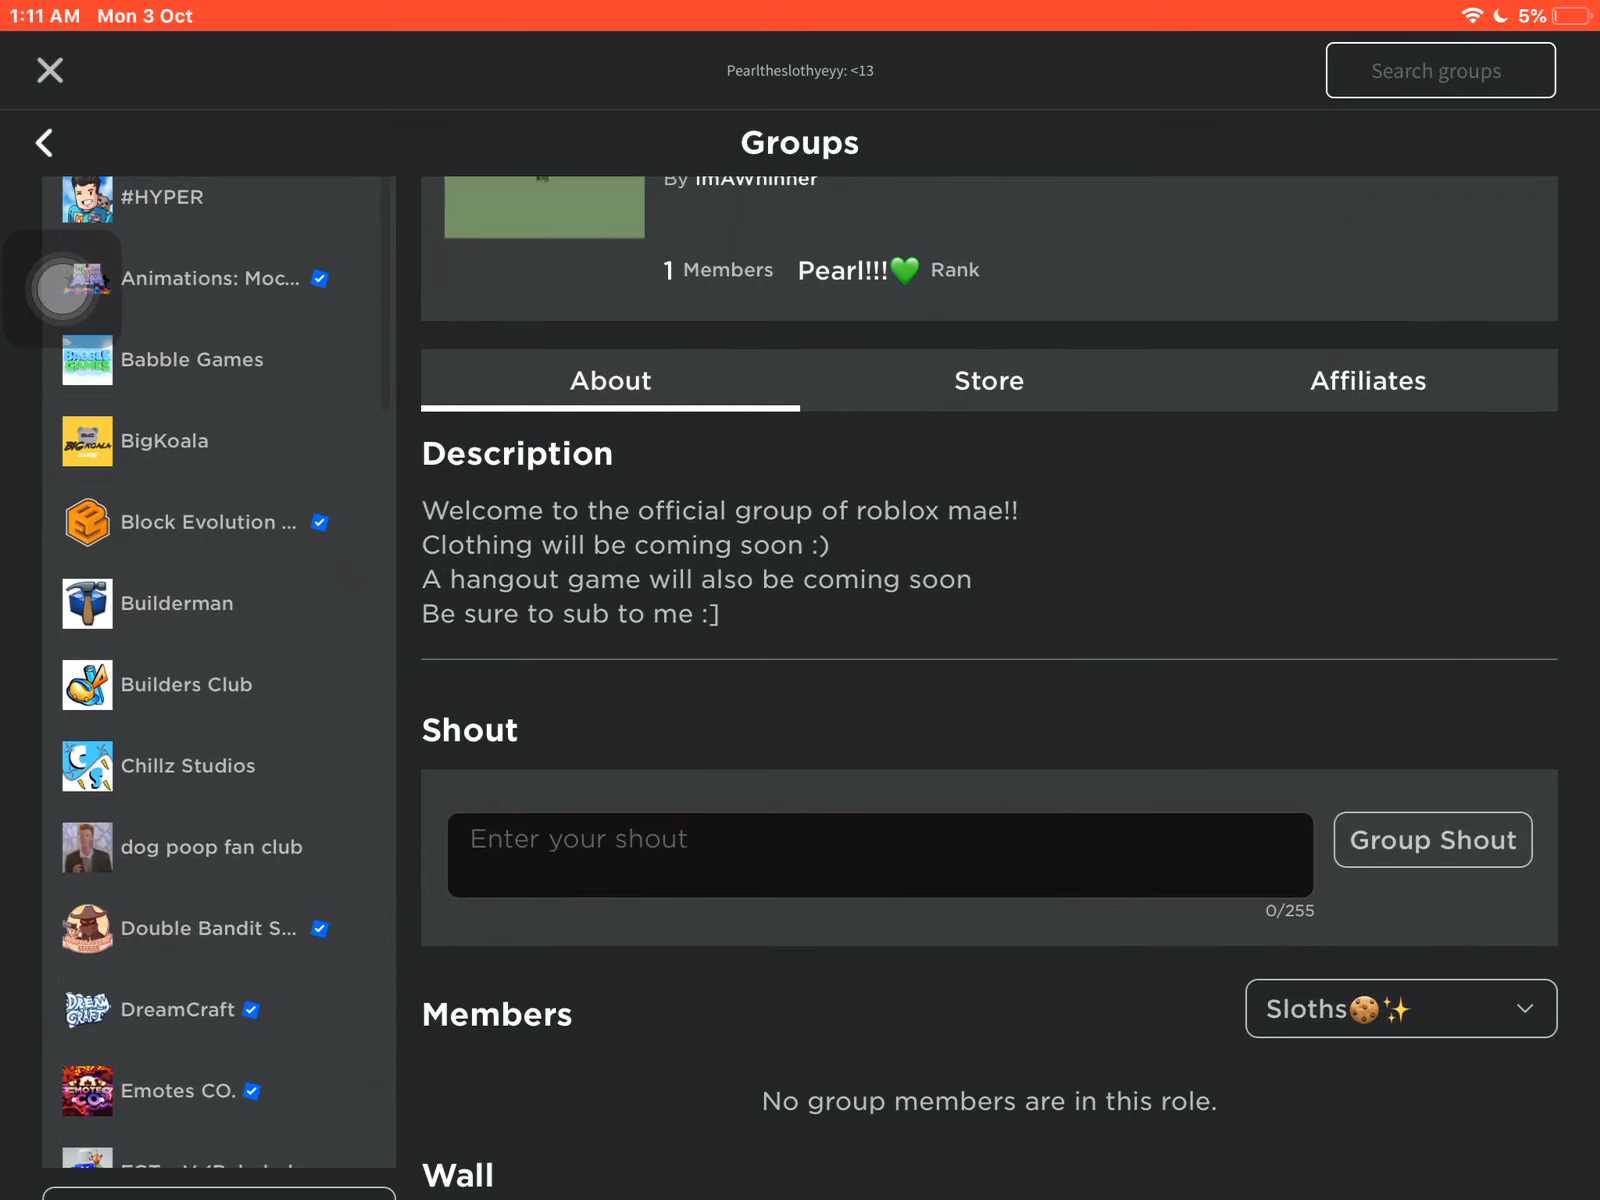 1:11 AM Mon 3 Oct
5%
Pearltheslothyeyy: <13
Search groups
Groups
#HYPER
Animations: Moc...
Babble Games
BigKoala
Block Evolution ...
Builderman
Builders Club
Chillz Studios
dog poop fan club
Double Bandit S...
DreamCraft
Emotes CO.
By ImAWhinner
1 Members Pearl!!!💚 Rank
About Store Affiliates
Description
Welcome to the official group of roblox mae!!
Clothing will be coming soon :)
A hangout game will also be coming soon
Be sure to sub to me :]
Shout
Enter your shout
Group Shout
0/255
Members
Sloths🍪✨
No group members are in this role.
Wall